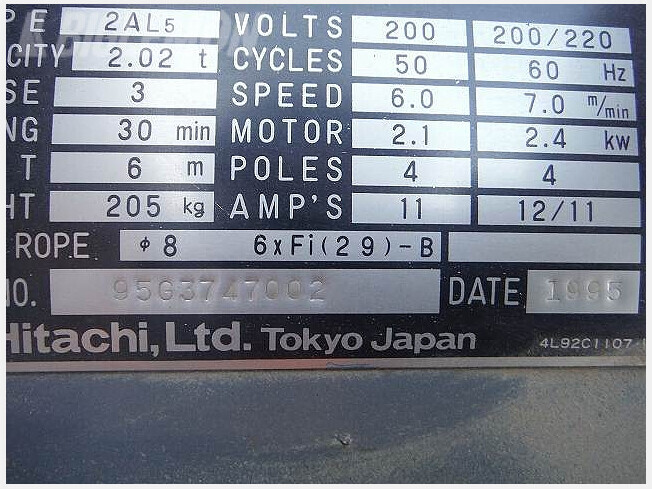 PE 2AL5 VOLTS 200 200/220
CITY 2.02 t CYCLES 50 60 Hz
SE 3 SPEED 6.0 7.0 m/min
NG 30 min MOTOR 2.1 2.4 kW
T 6 m POLES 4 4
HT 205 kg AMP'S 11 12/11
ROPE φ8 6xFi(29)-B
NO. 95G3747002 DATE 1995
Hitachi, Ltd. Tokyo Japan 4L92C1107-